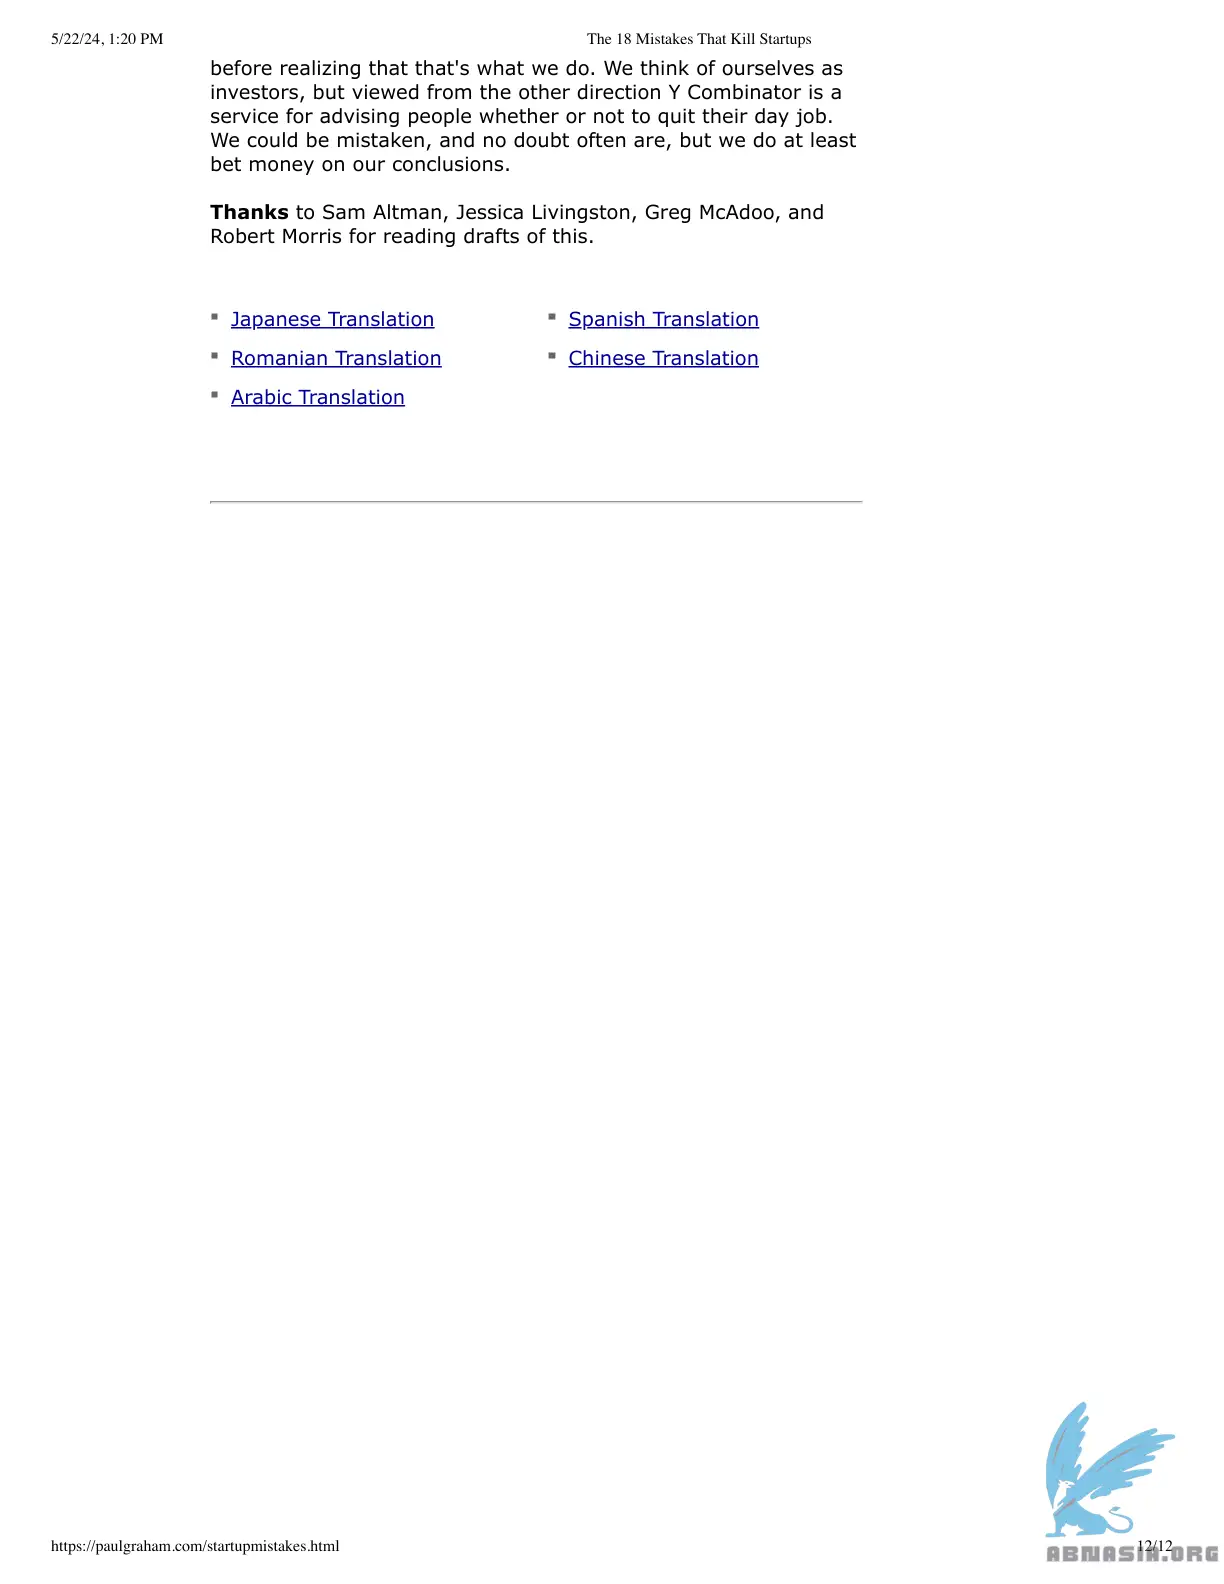 5/22/24, 1:20 PM
The 18 Mistakes That Kill Startups
before realizing that that's what we do. We think of ourselves as
investors, but viewed from the other direction Y Combinator is a
service for advising people whether or not to quit their day job.
We could be mistaken, and no doubt often are, but we do at least
bet money on our conclusions.
Thanks to Sam Altman, Jessica Livingston, Greg McAdoo, and
Robert Morris for reading drafts of this.
Japanese Translation
Spanish Translation
Romanian Translation
Chinese Translation
Arabic Translation
https://paulgraham.com/startupmistakes.html
12/12
ABNASIA.ORG